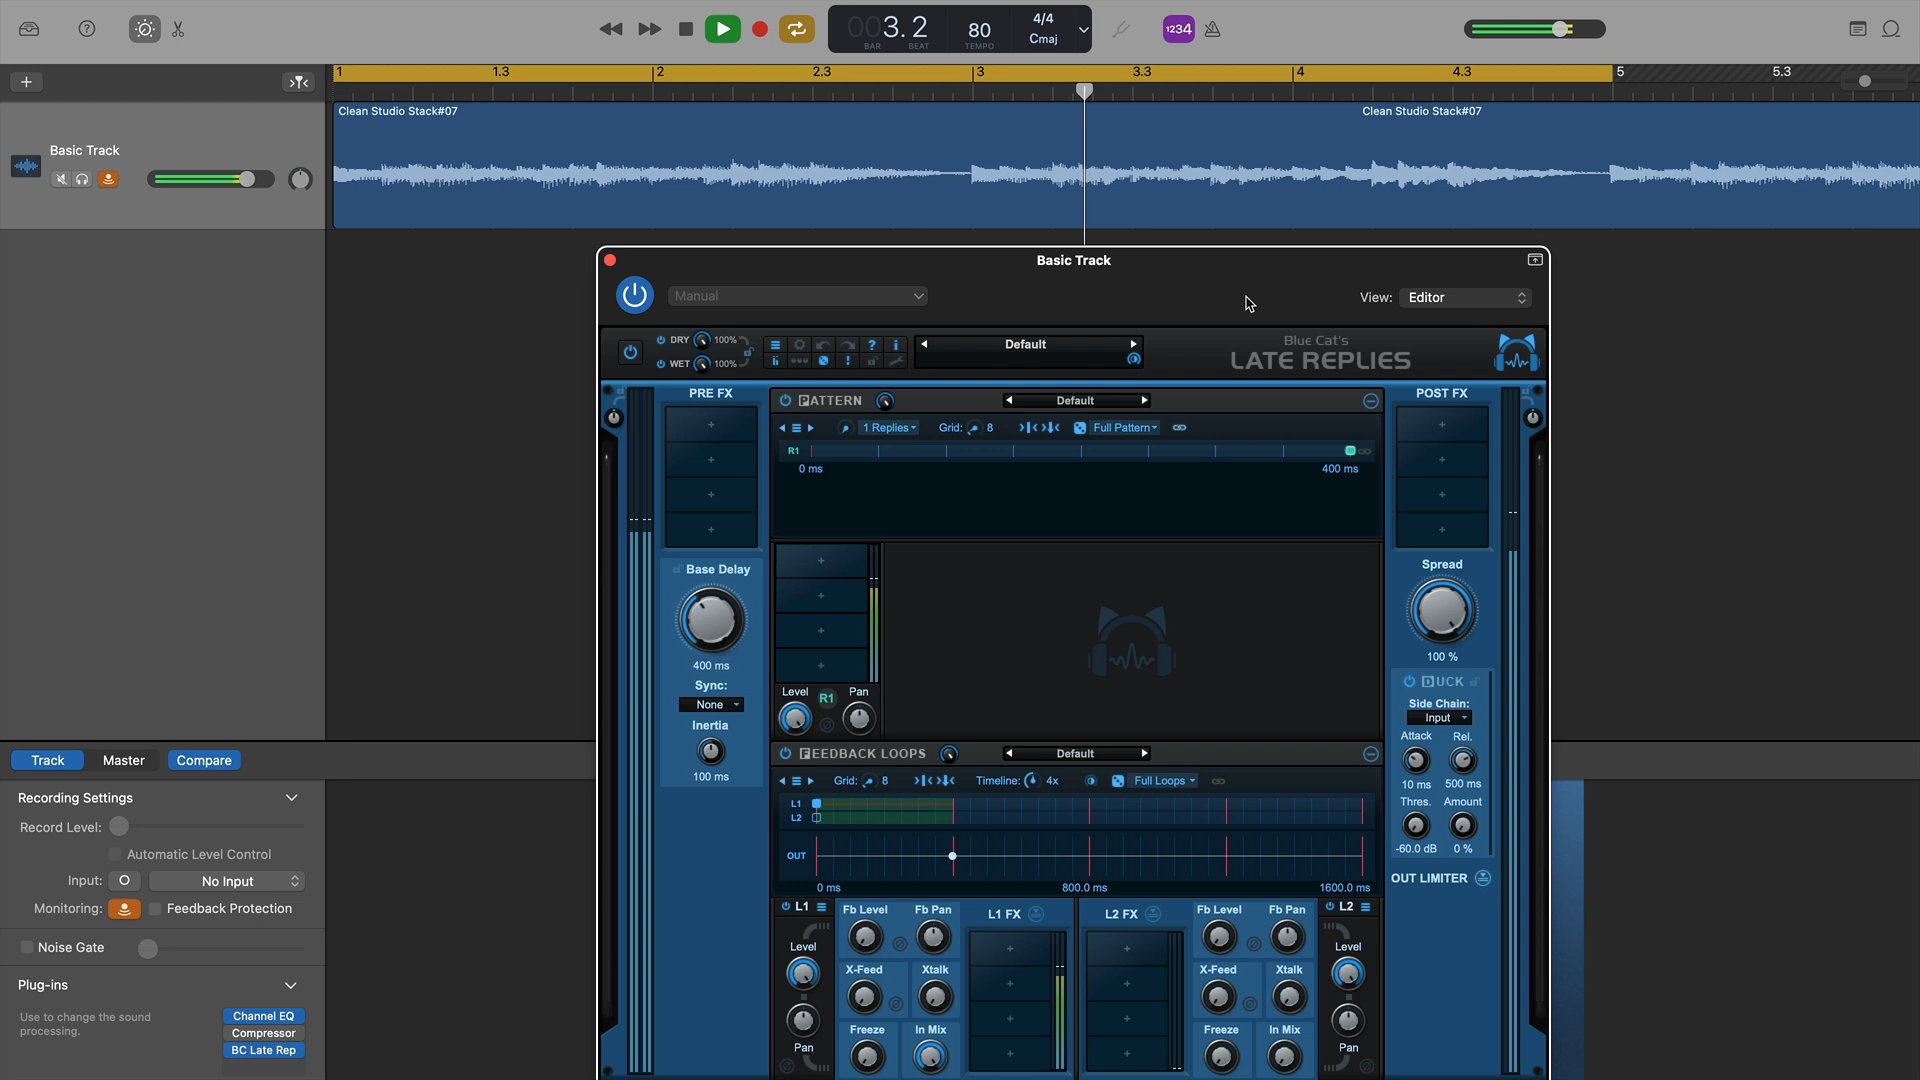 003. 2
BAR BEAT
80
TEMPO
4/4
Cmaj
1234
1 1.3 2 2.3 3 3.3 4 4.3 5 5.3
Clean Studio Stack#07
Clean Studio Stack#07
Basic Track
Basic Track
Manual
View: Editor
DRY 100%
WET 100%
Default
Blue Cat's
LATE REPLIES
PRE FX
PATTERN
Default
POST FX
1 Replies
Grid: 8
Full Pattern
R1
0 ms
400 ms
Base Delay
400 ms
Sync:
None
Inertia
100 ms
Level R1 Pan
Spread
100 %
DUCK
Side Chain:
Input
Attack Rel.
10 ms 500 ms
Thres. Amount
-60.0 dB 0 %
OUT LIMITER
FEEDBACK LOOPS
Default
Grid: 8
Timeline: 4x
Full Loops
L1
L2
OUT
0 ms 800.0 ms 1600.0 ms
L1
Fb Level Fb Pan
L1 FX
L2 FX
Fb Level Fb Pan
L2
Level
X-Feed Xtalk
X-Feed Xtalk
Level
Freeze In Mix
Freeze In Mix
Pan
Pan
Track Master Compare
Recording Settings
Record Level:
Automatic Level Control
Input: No Input
Monitoring: Feedback Protection
Noise Gate
Plug-ins
Use to change the sound
processing.
Channel EQ
Compressor
BC Late Rep